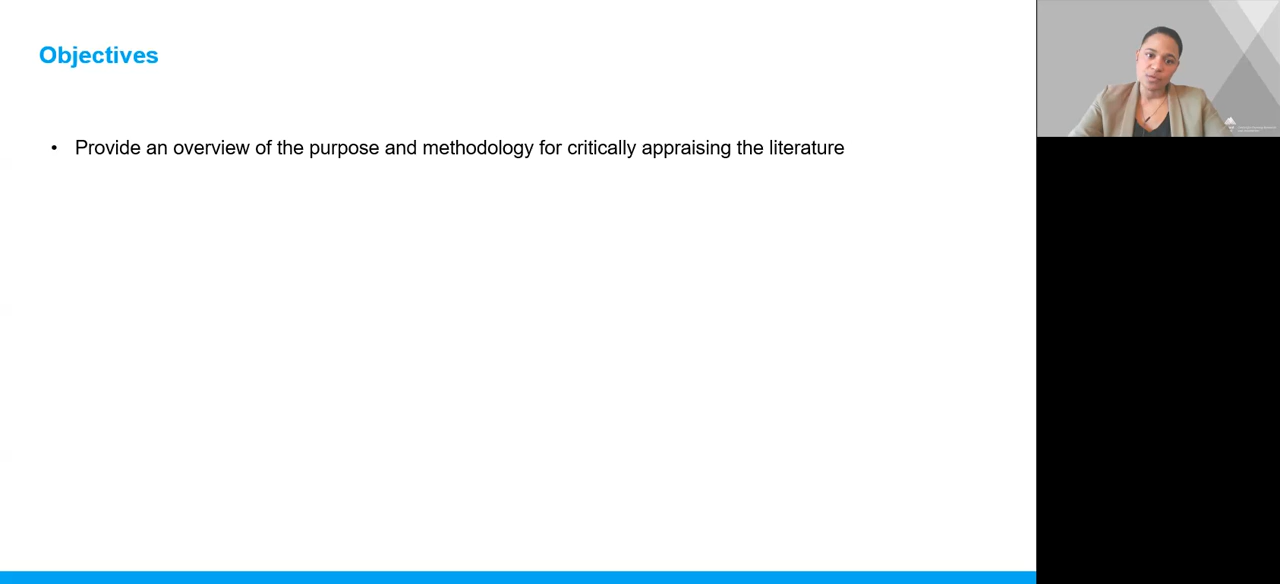 Objectives
• Provide an overview of the purpose and methodology for critically appraising the literature